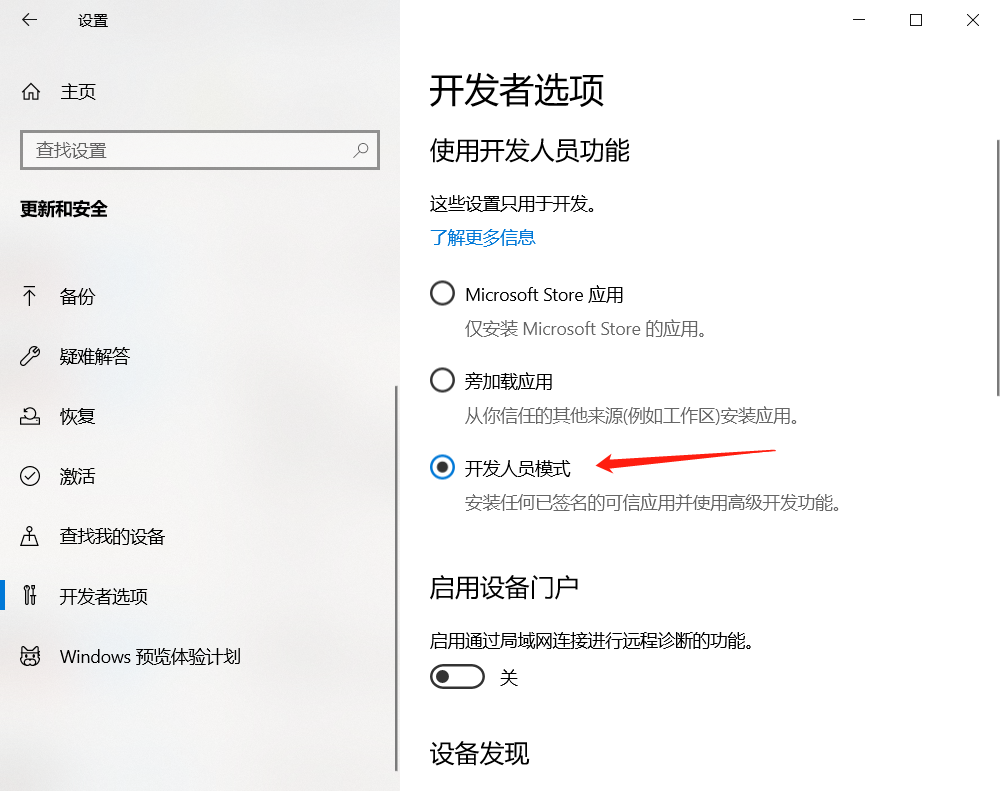 设置
主页
查找设置
更新和安全
备份
疑难解答
恢复
激活
查找我的设备
开发者选项
Windows 预览体验计划
开发者选项
使用开发人员功能
这些设置只用于开发。
了解更多信息
Microsoft Store 应用
仅安装 Microsoft Store 的应用。
旁加载应用
从你信任的其他来源(例如工作区)安装应用。
开发人员模式
安装任何已签名的可信应用并使用高级开发功能。
启用设备门户
启用通过局域网连接进行远程诊断的功能。
关
设备发现